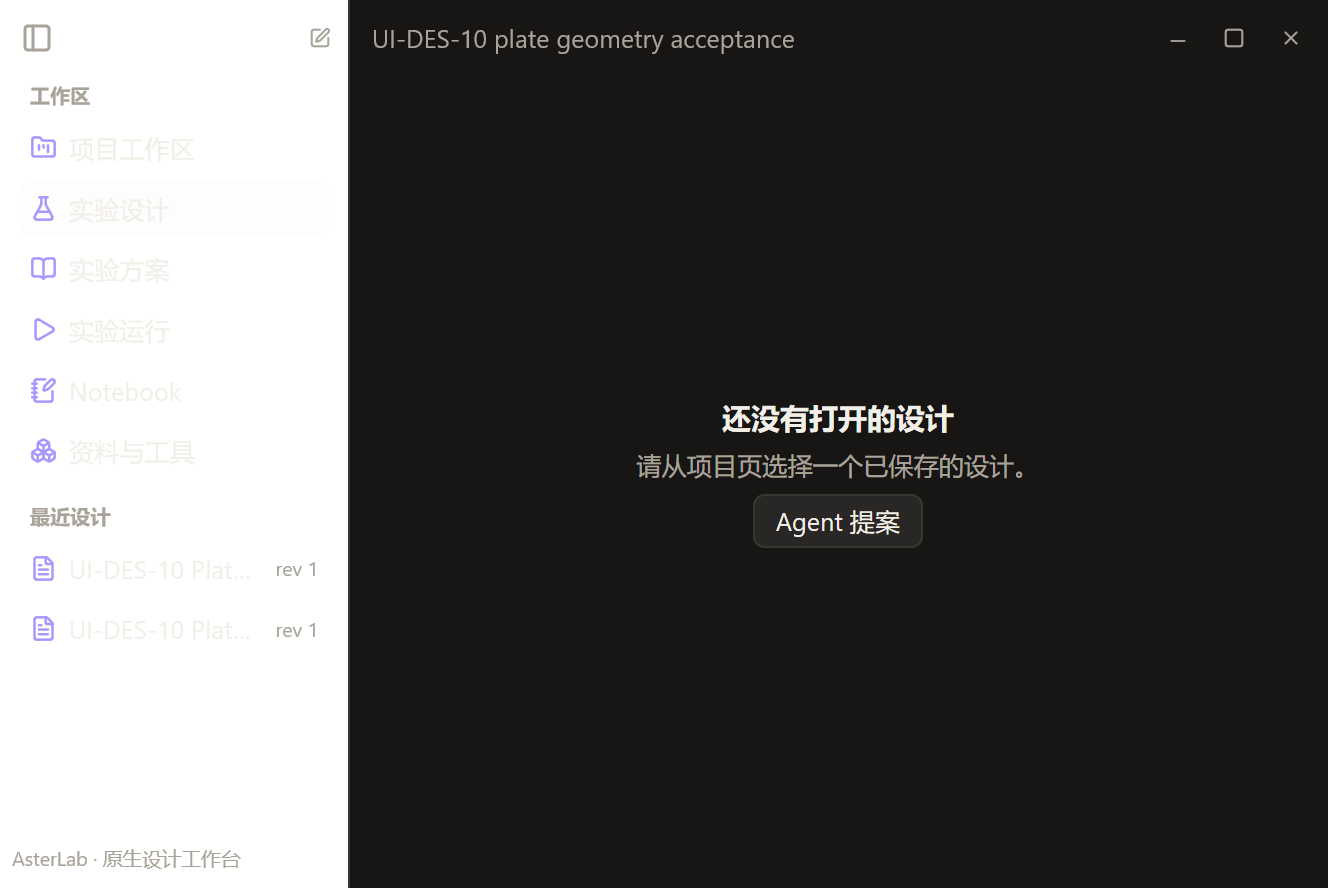 UI-DES-10 plate geometry acceptance
工作区
项目工作区
实验设计
实验方案
实验运行
Notebook
资料与工具
最近设计
UI-DES-10 Plat... rev 1
UI-DES-10 Plat... rev 1
AsterLab · 原生设计工作台
还没有打开的设计
请从项目页选择一个已保存的设计。
Agent 提案